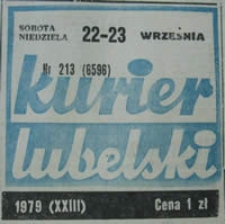 SOBOTA
NIEDZIELA 22-23 WRZEŚNIA
Nr 213 (6596)
kurier
lubelski
1979 (XXIII) Cena 1 zł